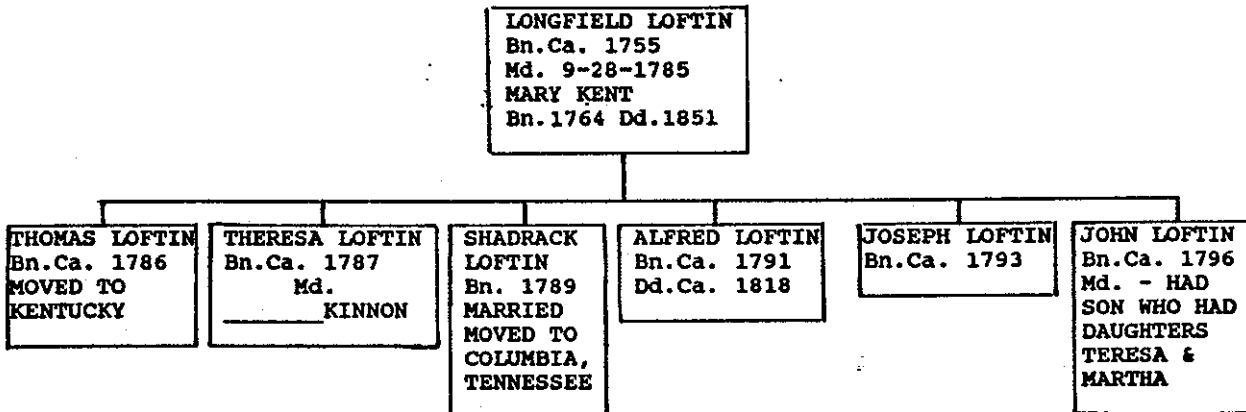 LONGFIELD LOFTIN
Bn.Ca. 1755
Md. 9-28-1785
MARY KENT
Bn.1764 Dd.1851
THOMAS LOFTIN
Bn.Ca. 1786
MOVED TO
KENTUCKY
THERESA LOFTIN
Bn.Ca. 1787
Md.
________KINNON
SHADRACK
LOFTIN
Bn. 1789
MARRIED
MOVED TO
COLUMBIA,
TENNESSEE
ALFRED LOFTIN
Bn.Ca. 1791
Dd.Ca. 1818
JOSEPH LOFTIN
Bn.Ca. 1793
JOHN LOFTIN
Bn.Ca. 1796
Md. - HAD
SON WHO HAD
DAUGHTERS
TERESA &
MARTHA